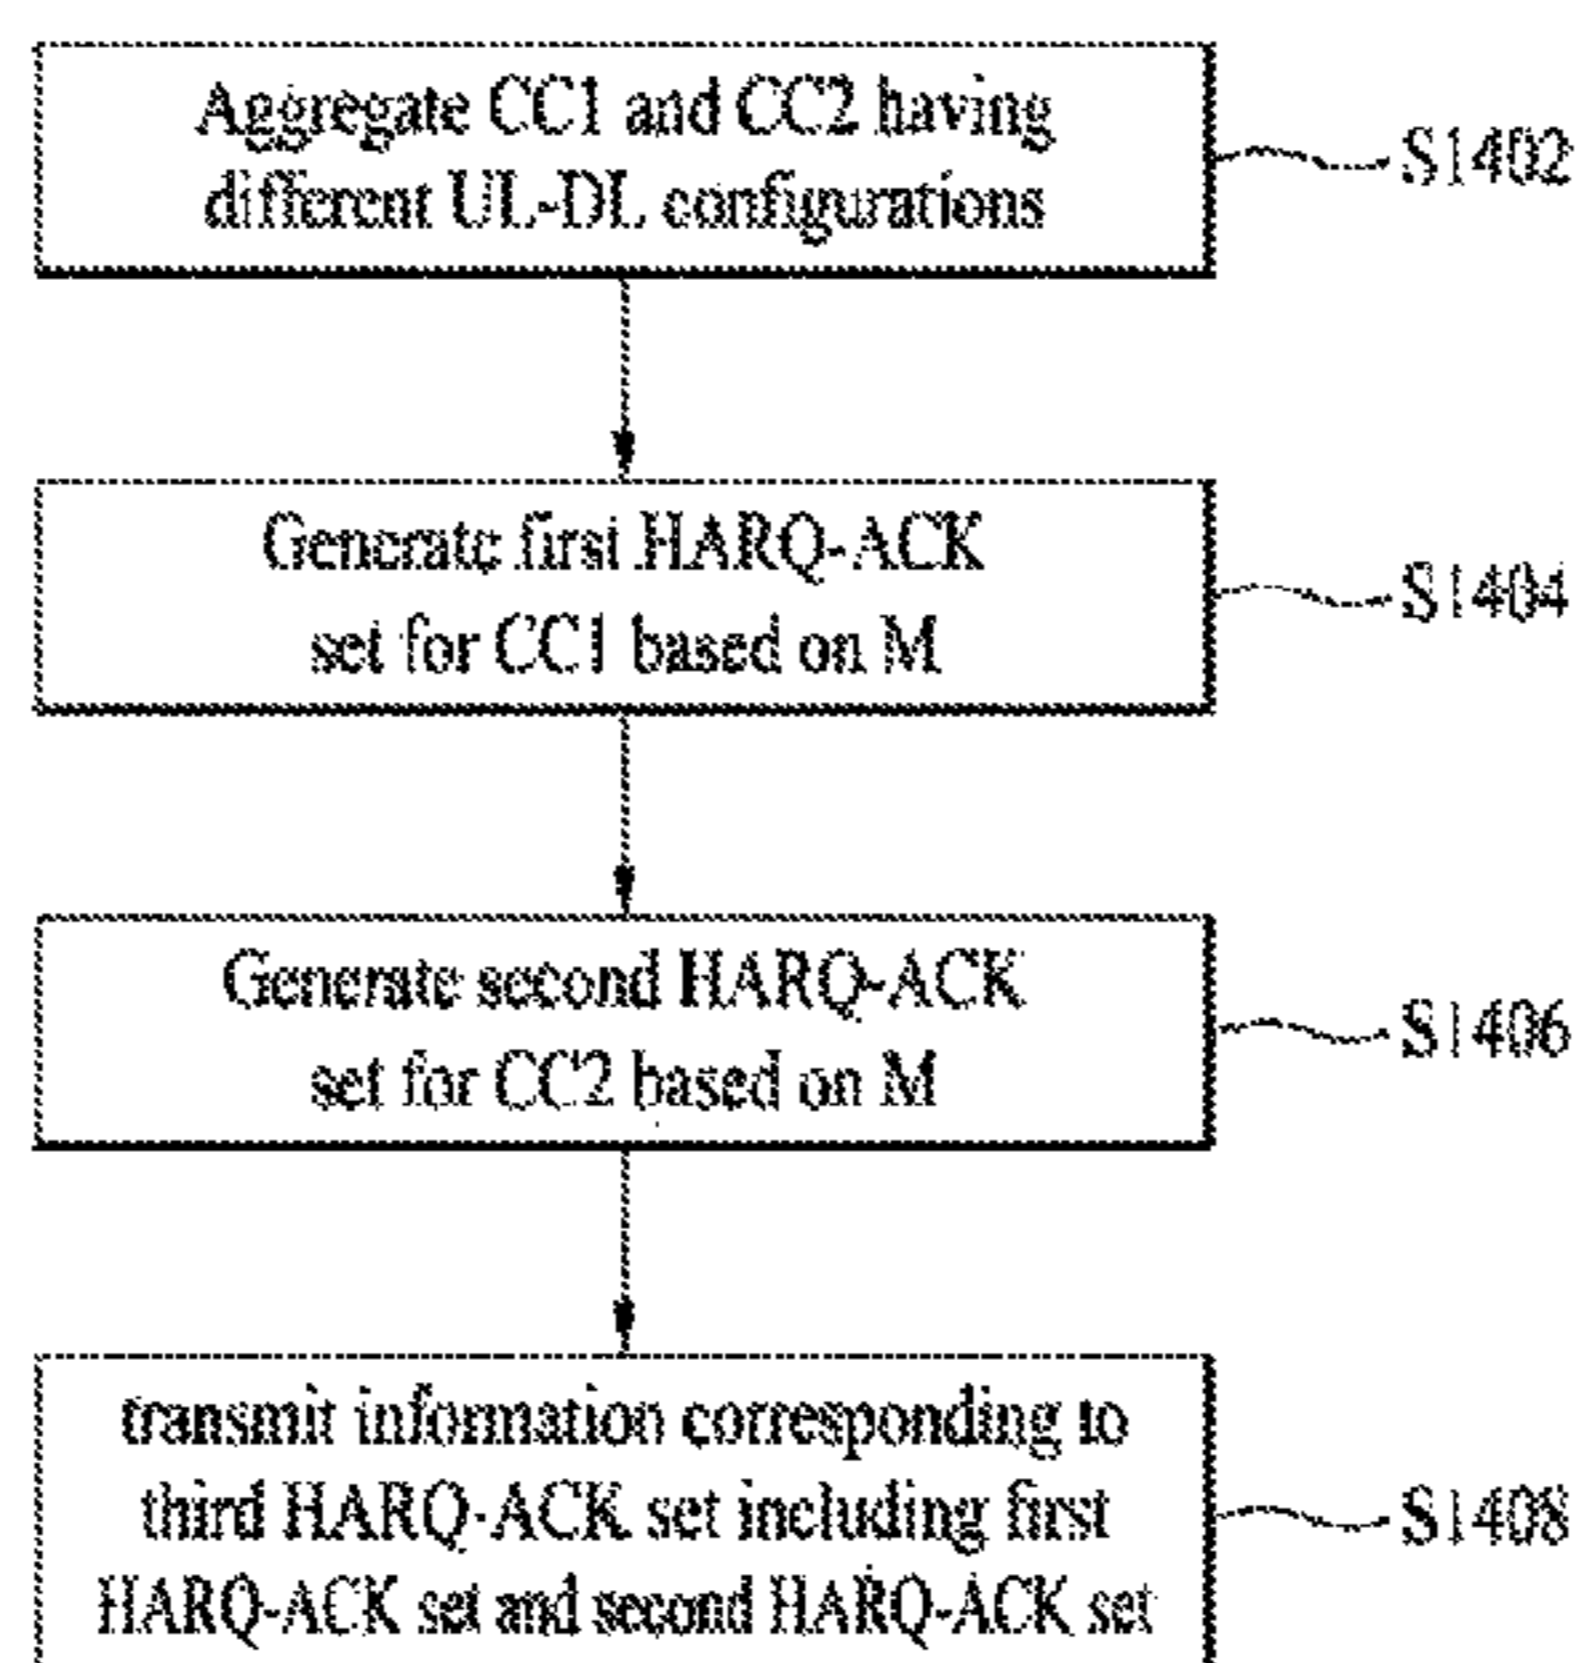 Aggregate CC1 and CC2 having
different UL-DL configurations
S1402
Generate first HARQ-ACK
set for CC1 based on M
S1404
Generate second HARQ-ACK
set for CC2 based on M
S1406
transmit information corresponding to
third HARQ-ACK set including first
HARQ-ACK set and second HARQ-ACK set
S1408